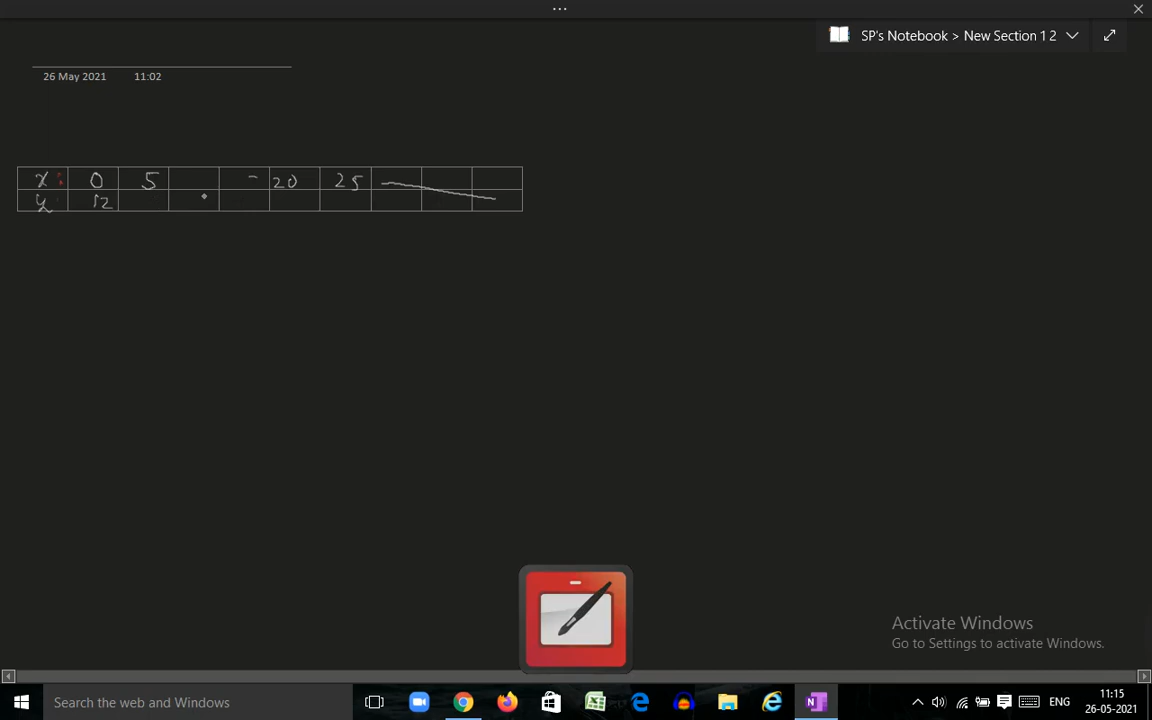 ...
SP's Notebook > New Section 1 2
26 May 2021 11:02
x : 0 5 - 20 25
y 12
Activate Windows
Go to Settings to activate Windows.
Search the web and Windows
ENG
11:15
26-05-2021